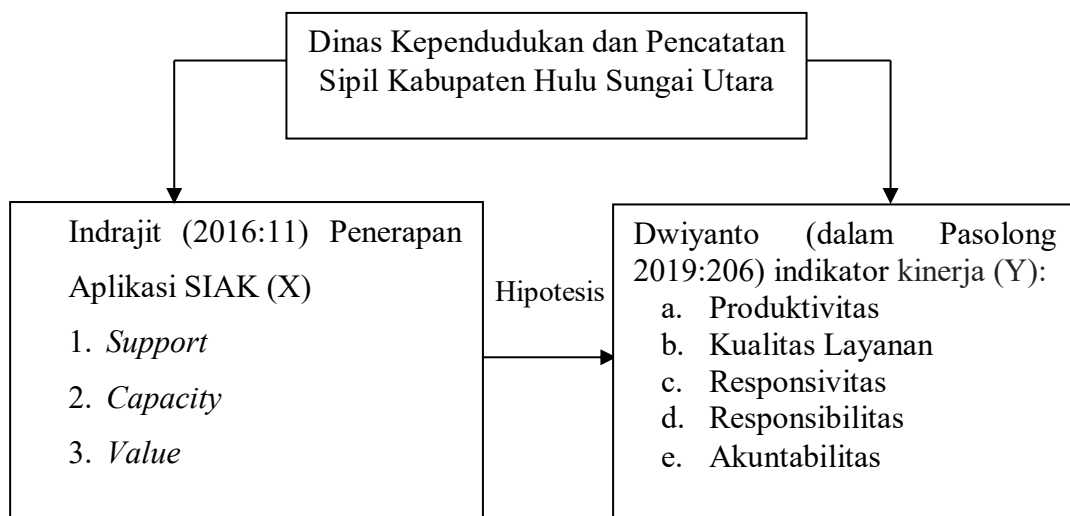 Dinas Kependudukan dan Pencatatan
Sipil Kabupaten Hulu Sungai Utara
Indrajit (2016:11) Penerapan
Aplikasi SIAK (X)
1. Support
2. Capacity
3. Value
Hipotesis
Dwiyanto (dalam Pasolong
2019:206) indikator kinerja (Y):
a. Produktivitas
b. Kualitas Layanan
c. Responsivitas
d. Responsibilitas
e. Akuntabilitas